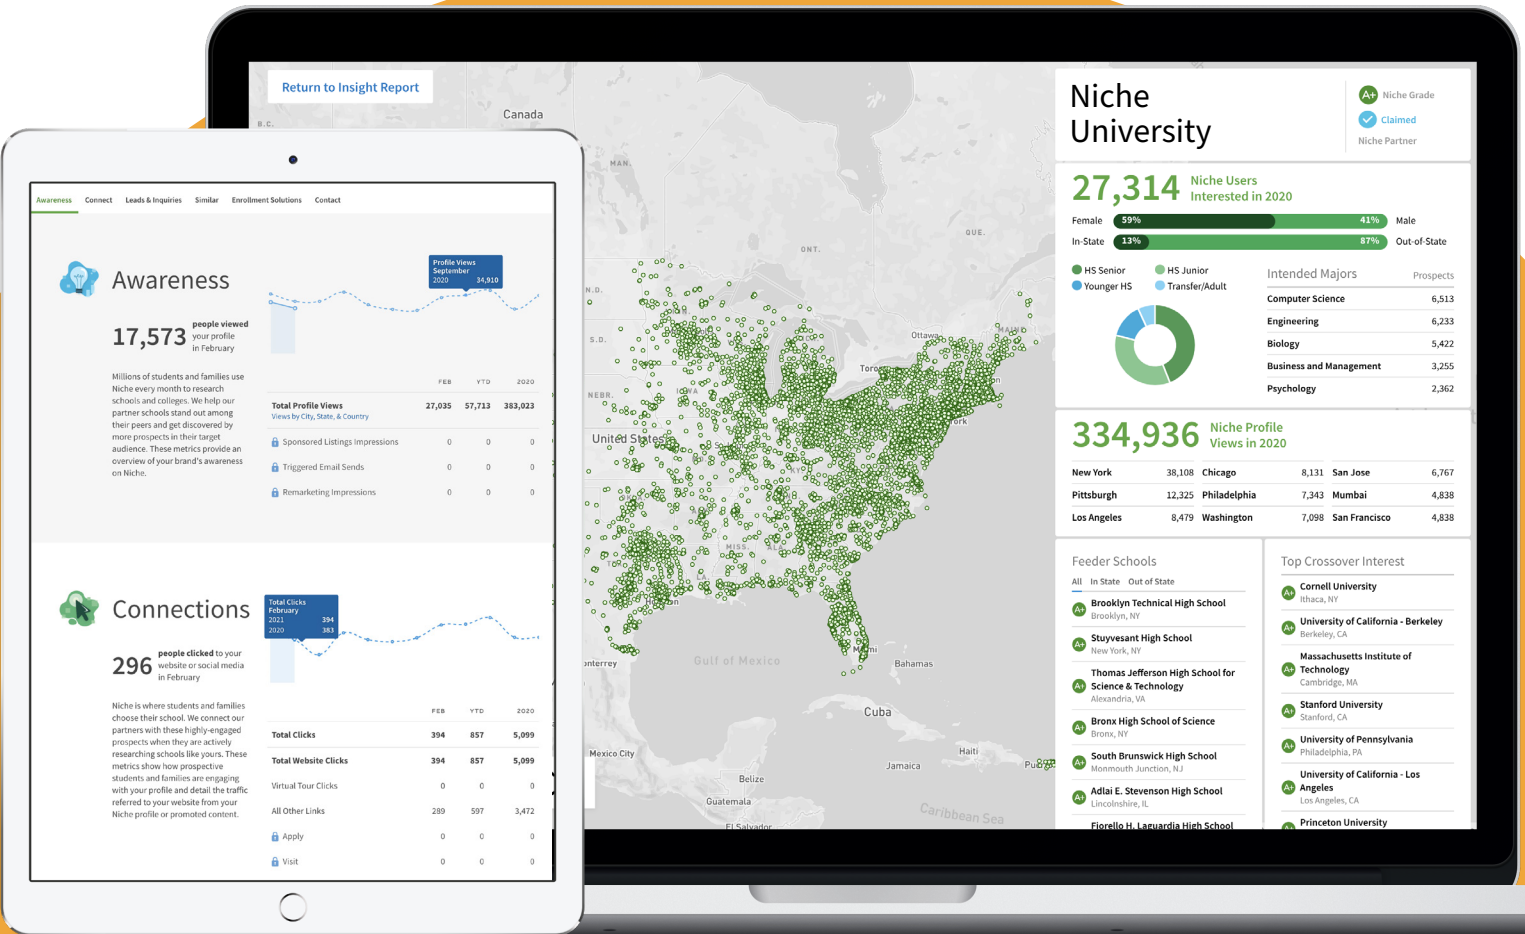 Return to Insight Report
Canada
B.C.
MAN.
ONT.
QUE.
N.D.
S.D.
Ottawa
MAINE
Toro
IOWA
NEBR.
ork
United States
KY
MISS.
ALA
LA.
Houston
Miami
Gulf of Mexico
Bahamas
onterrey
Cuba
Mexico City
Haiti
Jamaica
Pu
Belize
Guatemala
El Salvador
Caribbean Sea
Awareness
Connect
Leads & Inquiries
Similar
Enrollment Solutions
Contact
Awareness
17,573
people viewed
your profile
in February
Millions of students and families use
Niche every month to research
schools and colleges. We help our
partner schools stand out among
their peers and get discovered by
more prospects in their target
audience. These metrics provide an
overview of your brand's awareness
on Niche.
Profile Views
September
2020 34,910
FEB YTD 2020
Total Profile Views 27,035 57,713 383,023
Views by City, State, & Country
Sponsored Listings Impressions 0 0 0
Triggered Email Sends 0 0 0
Remarketing Impressions 0 0 0
Connections
296
people clicked to your
website or social media
in February
Niche is where students and families
choose their school. We connect our
partners with these highly-engaged
prospects when they are actively
researching schools like yours. These
metrics show how prospective
students and families are engaging
with your profile and detail the traffic
referred to your website from your
Niche profile or promoted content.
Total Clicks
February
2021 394
2020 383
FEB YTD 2020
Total Clicks 394 857 5,099
Total Website Clicks 394 857 5,099
Virtual Tour Clicks 0 0 0
All Other Links 289 597 3,472
Apply 0 0 0
Visit 0 0 0
Niche
University
A+ Niche Grade
Claimed
Niche Partner
27,314
Niche Users
Interested in 2020
Female 59% 41% Male
In-State 13% 87% Out-of-State
HS Senior HS Junior
Younger HS Transfer/Adult
Intended Majors Prospects
Computer Science 6,513
Engineering 6,233
Biology 5,422
Business and Management 3,255
Psychology 2,362
334,936
Niche Profile
Views in 2020
New York 38,108 Chicago 8,131 San Jose 6,767
Pittsburgh 12,325 Philadelphia 7,343 Mumbai 4,838
Los Angeles 8,479 Washington 7,098 San Francisco 4,838
Feeder Schools
All In State Out of State
A+ Brooklyn Technical High School
Brooklyn, NY
A+ Stuyvesant High School
New York, NY
Thomas Jefferson High School for
A+ Science & Technology
Alexandria, VA
A+ Bronx High School of Science
Bronx, NY
A+ South Brunswick High School
Monmouth Junction, NJ
A+ Adlai E. Stevenson High School
Lincolnshire, IL
Fiorello H. Laguardia High School
Top Crossover Interest
A+ Cornell University
Ithaca, NY
A+ University of California - Berkeley
Berkeley, CA
Massachusetts Institute of
A+ Technology
Cambridge, MA
A+ Stanford University
Stanford, CA
A+ University of Pennsylvania
Philadelphia, PA
University of California - Los
A+ Angeles
Los Angeles, CA
A+ Princeton University